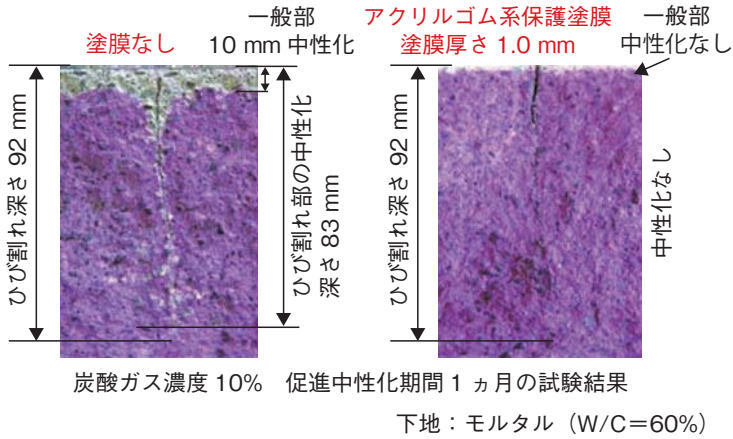 塗膜なし
一般部
10 mm 中性化
ひび割れ深さ 92 mm
ひび割れ部の中性化
深さ 83 mm
アクリルゴム系保護塗膜
塗膜厚さ 1.0 mm
一般部
中性化なし
ひび割れ深さ 92 mm
中性化なし
炭酸ガス濃度 10%　促進中性化期間 1 ヵ月の試験結果
下地：モルタル（W/C＝60%）